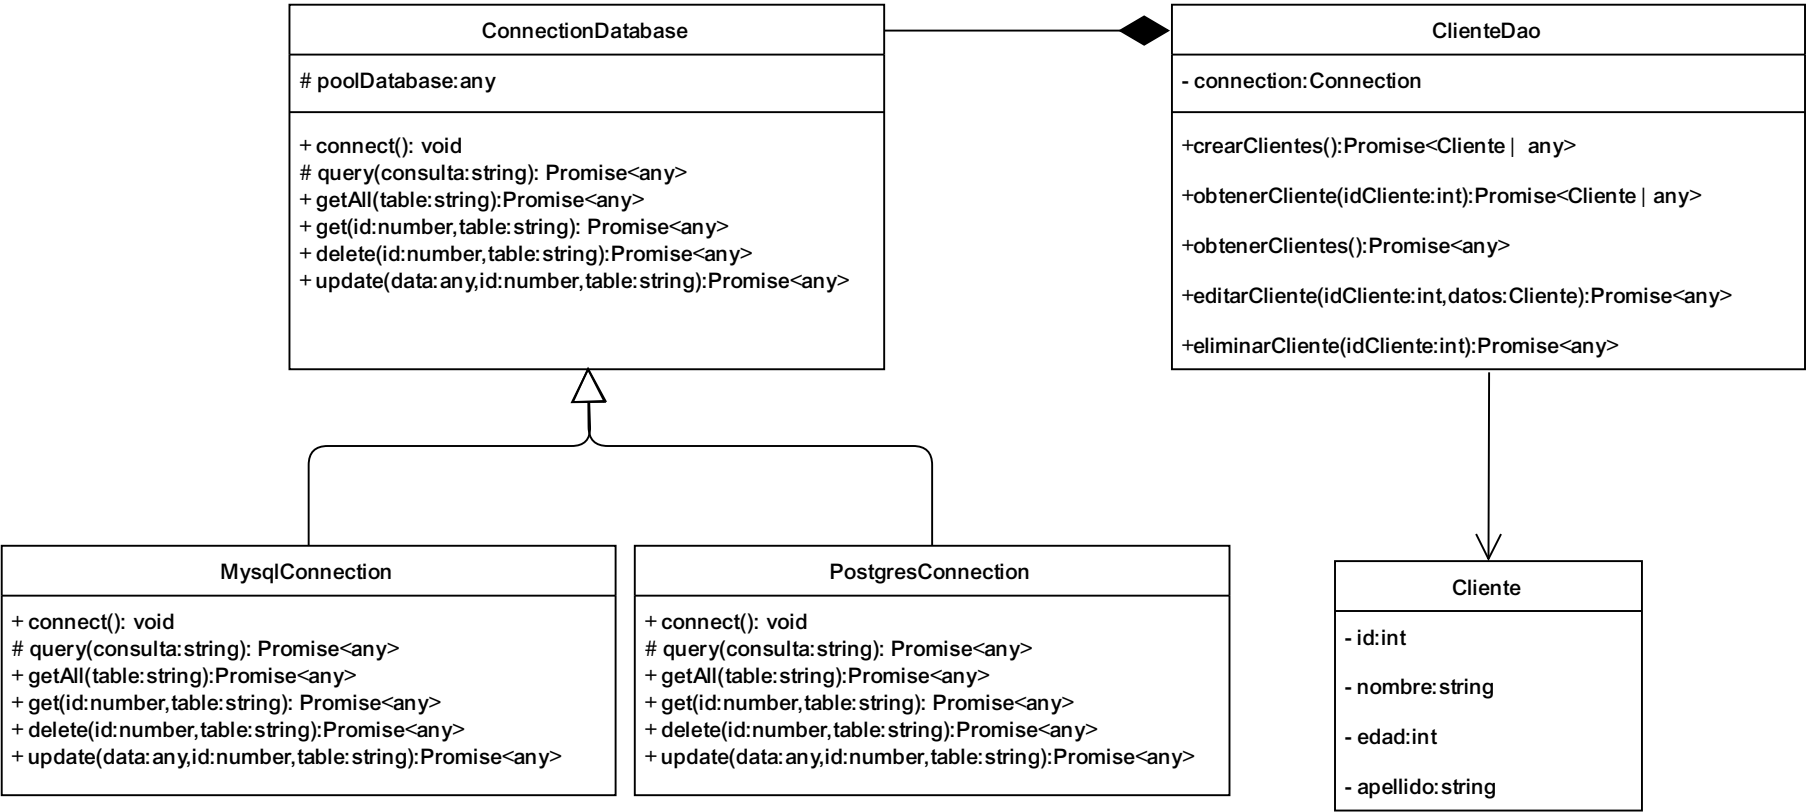 ConnectionDatabase
# poolDatabase:any
+ connect(): void
# query(consulta:string): Promise<any>
+ getAll(table:string):Promise<any>
+ get(id:number,table:string): Promise<any>
+ delete(id:number,table:string):Promise<any>
+ update(data:any,id:number,table:string):Promise<any>
ClienteDao
- connection:Connection
+crearClientes():Promise<Cliente | any>
+obtenerCliente(idCliente:int):Promise<Cliente | any>
+obtenerClientes():Promise<any>
+editarCliente(idCliente:int,datos:Cliente):Promise<any>
+eliminarCliente(idCliente:int):Promise<any>
MysqlConnection
+ connect(): void
# query(consulta:string): Promise<any>
+ getAll(table:string):Promise<any>
+ get(id:number,table:string): Promise<any>
+ delete(id:number,table:string):Promise<any>
+ update(data:any,id:number,table:string):Promise<any>
PostgresConnection
+ connect(): void
# query(consulta:string): Promise<any>
+ getAll(table:string):Promise<any>
+ get(id:number,table:string): Promise<any>
+ delete(id:number,table:string):Promise<any>
+ update(data:any,id:number,table:string):Promise<any>
Cliente
- id:int
- nombre:string
- edad:int
- apellido:string